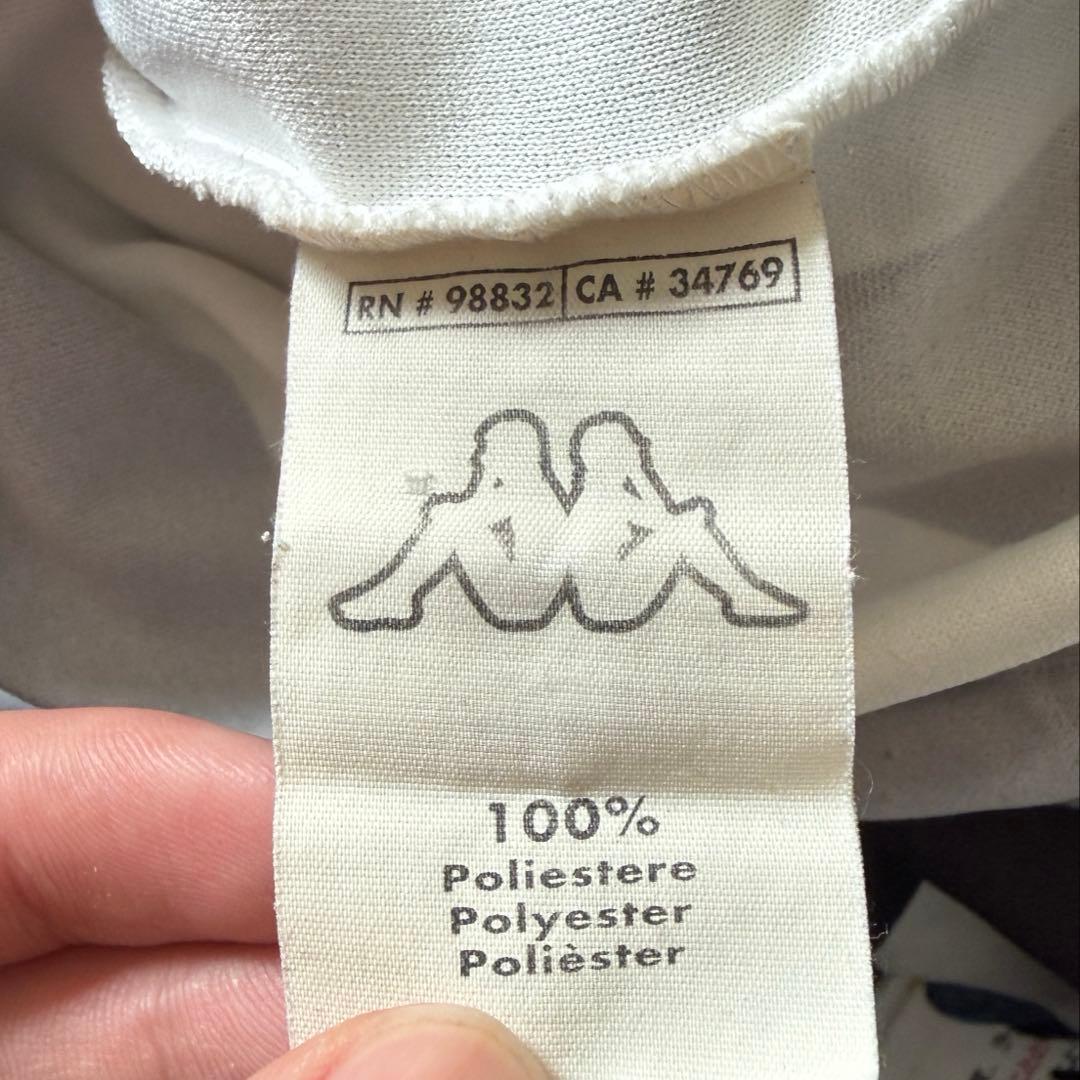 RN # 98832 CA # 34769
100%
Poliestere
Polyester
Polièster